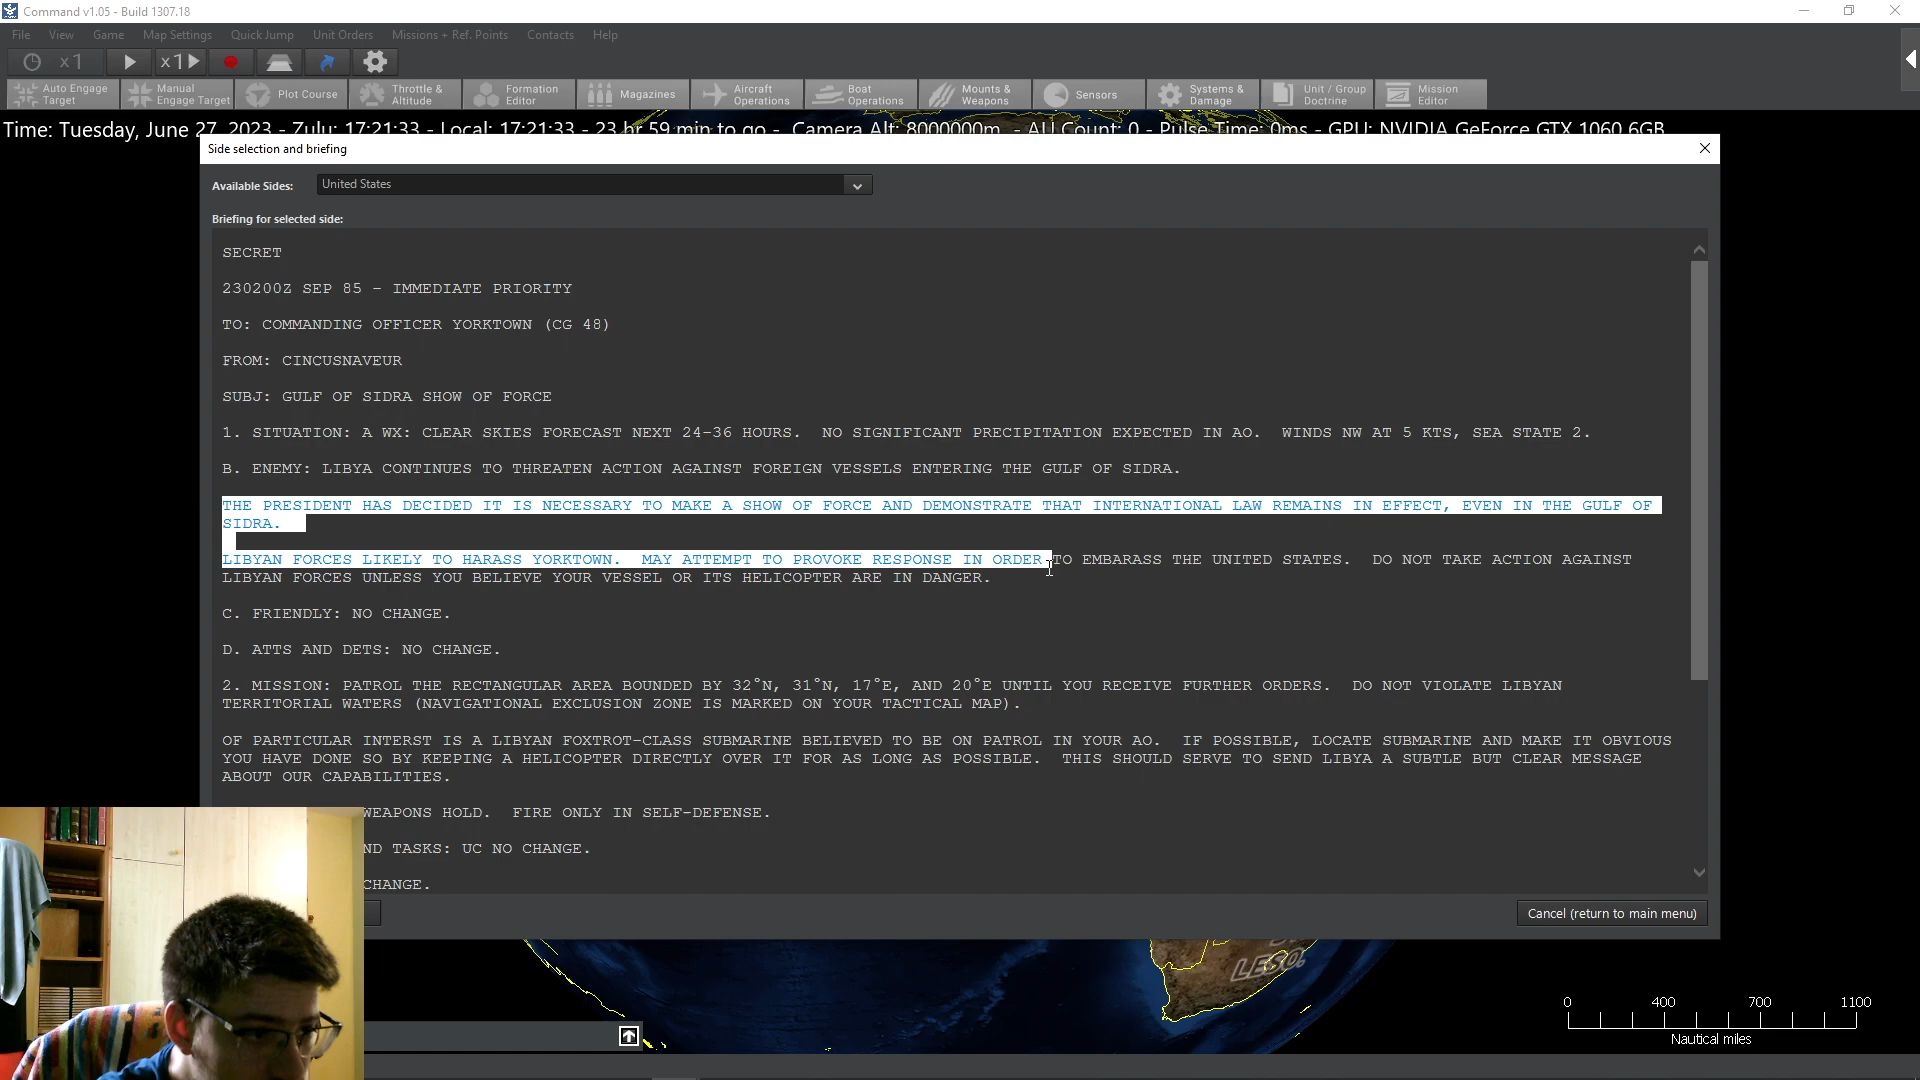 Command v1.05 - Build 1307.18
File View Game Map Settings Quick Jump Unit Orders Missions + Ref. Points Contacts Help
x1 x1
Auto Engage Target Manual Engage Target Plot Course Throttle & Altitude Formation Editor Magazines Aircraft Operations Boat Operations Mounts & Weapons Sensors Systems & Damage Unit / Group Doctrine Mission Editor
Time: Tuesday, June 27, 2023 - Zulu: 17:21:33 - Local: 17:21:33 - 23 hr 59 min to go - Camera Alt: 8000000m - AU Count: 0 - Pulse Time: 0ms - GPU: NVIDIA GeForce GTX 1060 6GB
Side selection and briefing
Available Sides: United States
Briefing for selected side:
SECRET
230200Z SEP 85 - IMMEDIATE PRIORITY
TO: COMMANDING OFFICER YORKTOWN (CG 48)
FROM: CINCUSNAVEUR
SUBJ: GULF OF SIDRA SHOW OF FORCE
1. SITUATION: A WX: CLEAR SKIES FORECAST NEXT 24-36 HOURS. NO SIGNIFICANT PRECIPITATION EXPECTED IN AO. WINDS NW AT 5 KTS, SEA STATE 2.
B. ENEMY: LIBYA CONTINUES TO THREATEN ACTION AGAINST FOREIGN VESSELS ENTERING THE GULF OF SIDRA.
THE PRESIDENT HAS DECIDED IT IS NECESSARY TO MAKE A SHOW OF FORCE AND DEMONSTRATE THAT INTERNATIONAL LAW REMAINS IN EFFECT, EVEN IN THE GULF OF
SIDRA.
LIBYAN FORCES LIKELY TO HARASS YORKTOWN. MAY ATTEMPT TO PROVOKE RESPONSE IN ORDER TO EMBARASS THE UNITED STATES. DO NOT TAKE ACTION AGAINST
LIBYAN FORCES UNLESS YOU BELIEVE YOUR VESSEL OR ITS HELICOPTER ARE IN DANGER.
C. FRIENDLY: NO CHANGE.
D. ATTS AND DETS: NO CHANGE.
2. MISSION: PATROL THE RECTANGULAR AREA BOUNDED BY 32°N, 31°N, 17°E, AND 20°E UNTIL YOU RECEIVE FURTHER ORDERS. DO NOT VIOLATE LIBYAN
TERRITORIAL WATERS (NAVIGATIONAL EXCLUSION ZONE IS MARKED ON YOUR TACTICAL MAP).
OF PARTICULAR INTERST IS A LIBYAN FOXTROT-CLASS SUBMARINE BELIEVED TO BE ON PATROL IN YOUR AO. IF POSSIBLE, LOCATE SUBMARINE AND MAKE IT OBVIOUS
YOU HAVE DONE SO BY KEEPING A HELICOPTER DIRECTLY OVER IT FOR AS LONG AS POSSIBLE. THIS SHOULD SERVE TO SEND LIBYA A SUBTLE BUT CLEAR MESSAGE
ABOUT OUR CAPABILITIES.
WEAPONS HOLD. FIRE ONLY IN SELF-DEFENSE.
ND TASKS: UC NO CHANGE.
CHANGE.
Cancel (return to main menu)
LESO.
0 400 700 1100
Nautical miles